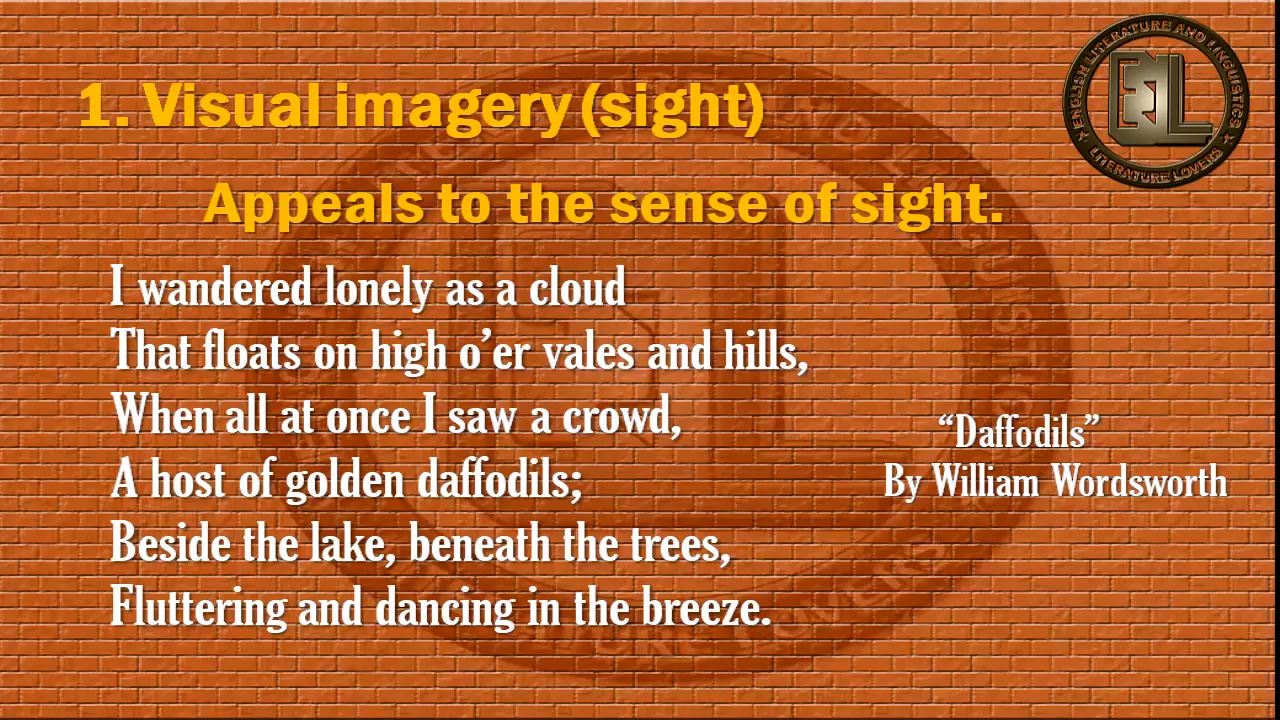 1. Visual imagery (sight)
Appeals to the sense of sight.
I wandered lonely as a cloud
That floats on high o’er vales and hills,
When all at once I saw a crowd,
A host of golden daffodils;
Beside the lake, beneath the trees,
Fluttering and dancing in the breeze.
“Daffodils”
By William Wordsworth
ENGLISH LITERATURE AND LINGUISTICS
LITERATURE LOVERS
ELL